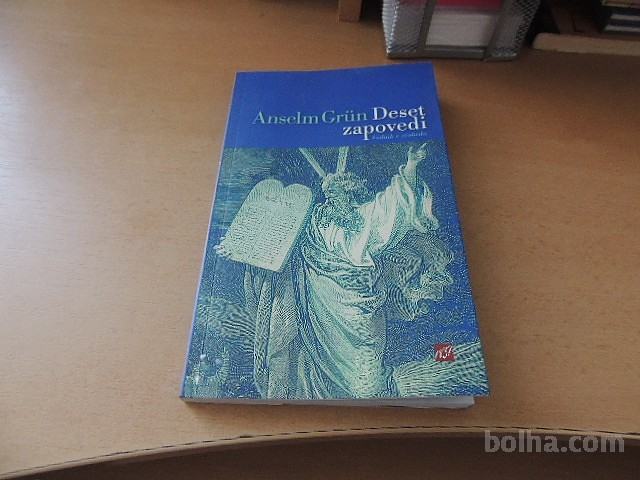 Anselm Grün Deset
zapovedi
bolha.com